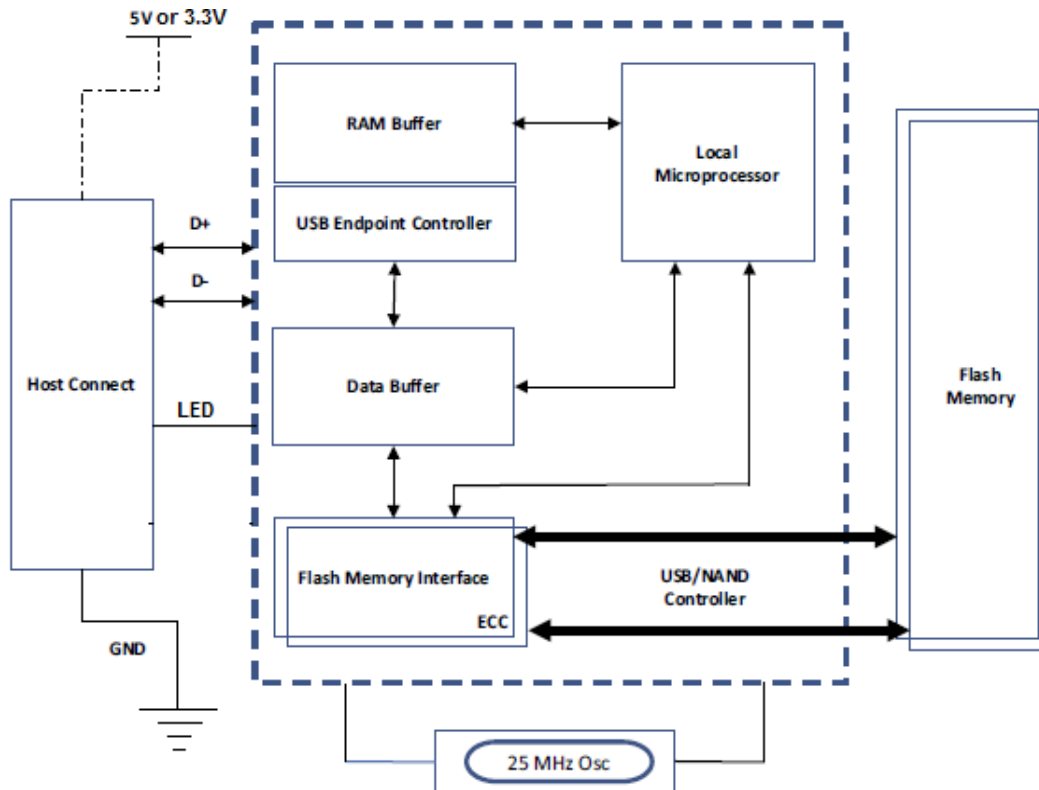 5V or 3.3V
RAM Buffer
Local
Microprocessor
USB Endpoint Controller
D+
D-
Host Connect
Data Buffer
Flash
Memory
LED
Flash Memory Interface
ECC
USB/NAND
Controller
GND
25 MHz Osc